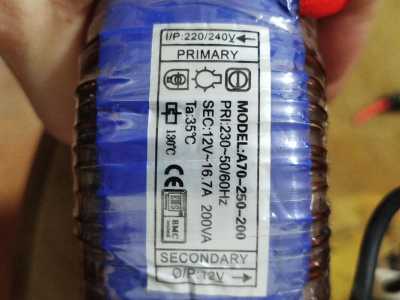 I/P:220/240V
PRIMARY
MODEL:A70-250-200
PRI:230~50/60Hz
SEC:12V~16.7A 200VA
Ta:35°C
130°C
CE
EMC
SECONDARY
O/P:12V